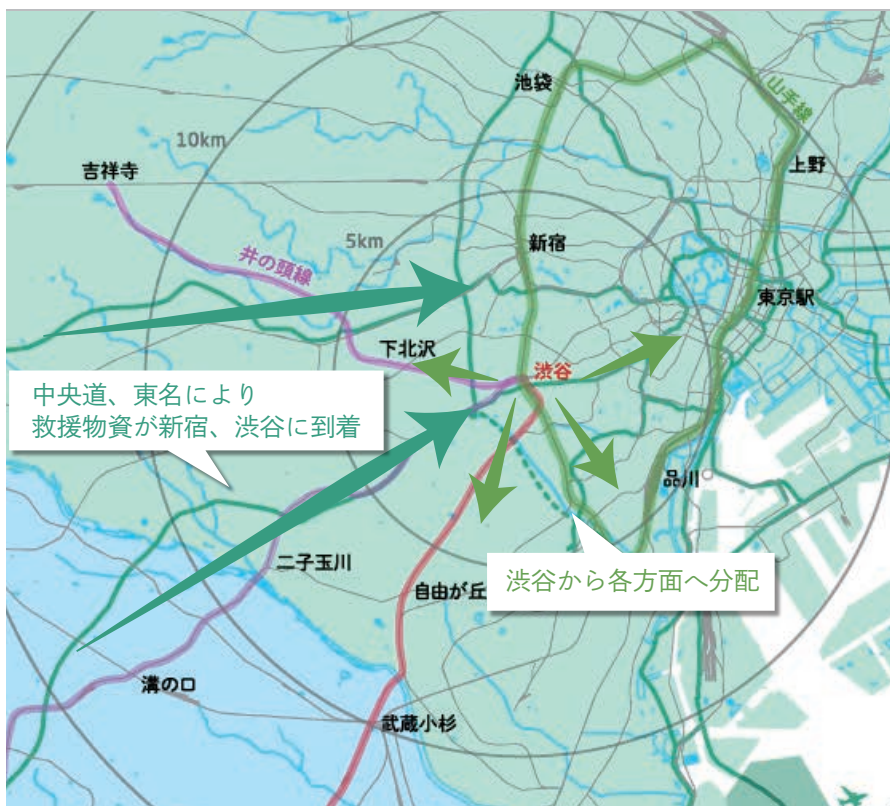 池袋
山手線
10km
吉祥寺
上野
5km
新宿
井の頭線
東京駅
下北沢
渋谷
中央道、東名により
救援物資が新宿、渋谷に到着
品川
二子玉川
渋谷から各方面へ分配
自由が丘
溝の口
武蔵小杉